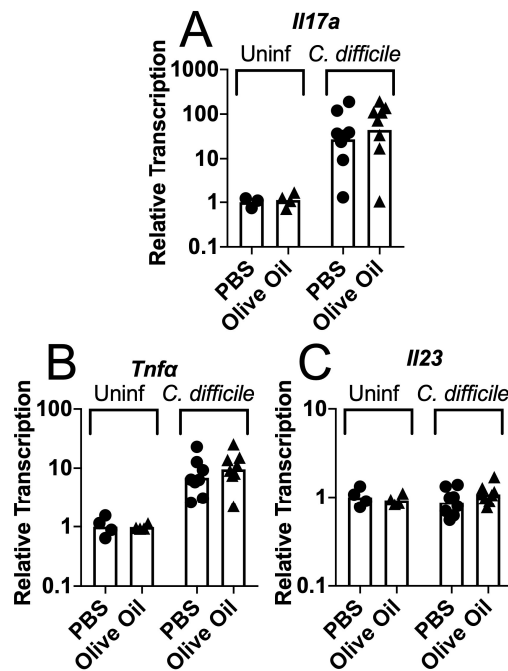 A
Il17a
Uninf C. difficile
Relative Transcription
1000
100
10
1
0.1
PBS
Olive Oil
PBS
Olive Oil
B
Tnfα
Uninf C. difficile
Relative Transcription
100
10
1
0.1
PBS
Olive Oil
PBS
Olive Oil
C
Il23
Uninf C. difficile
Relative Transcription
10
1
0.1
PBS
Olive Oil
PBS
Olive Oil